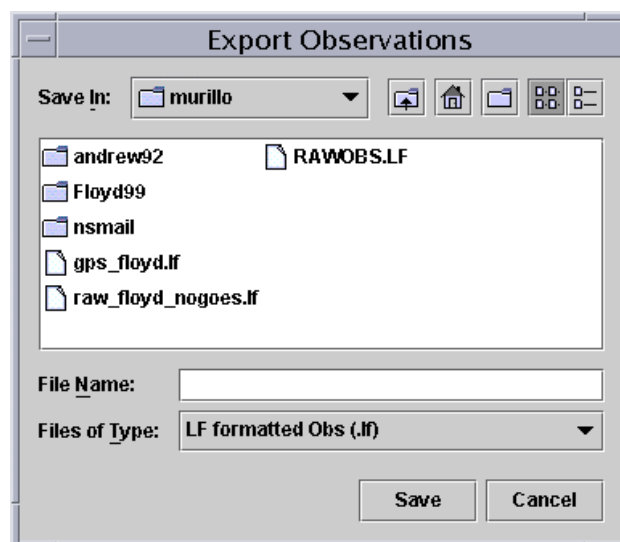 Export Observations
Save In: murillo
andrew92 RAWOBS.LF
Floyd99
nsmail
gps_floyd.lf
raw_floyd_nogoes.lf
File Name:
Files of Type: LF formatted Obs (.lf)
Save Cancel